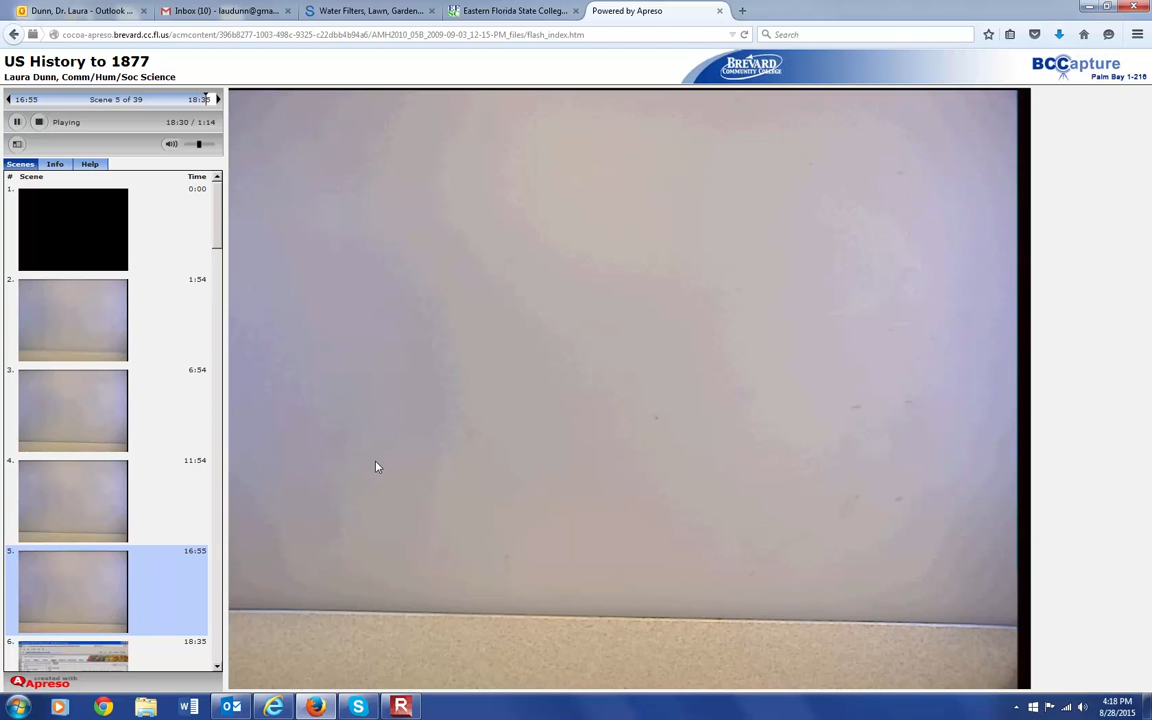 Dunn, Dr. Laura - Outlook ...
Inbox (10) - laudunn@gma...
Water Filters, Lawn, Garden...
Eastern Florida State Colleg...
Powered by Apreso
cocoa-apreso.brevard.cc.fl.us/acmcontent/396b8277-1003-498c-9325-c22dbb4b94a6/AMH2010_05B_2009-09-03_12-15-PM_files/flash_index.htm
Search
US History to 1877
Laura Dunn, Comm/Hum/Soc Science
BREVARD
COMMUNITY COLLEGE
BCCapture
Palm Bay 1-216
16:55
Scene 5 of 39
18:35
Playing
18:30 / 1:14
Scenes
Info
Help
# Scene
Time
1.
0:00
2.
1:54
3.
6:54
4.
11:54
5.
16:55
6.
18:35
created with
Apreso
4:18 PM
8/28/2015